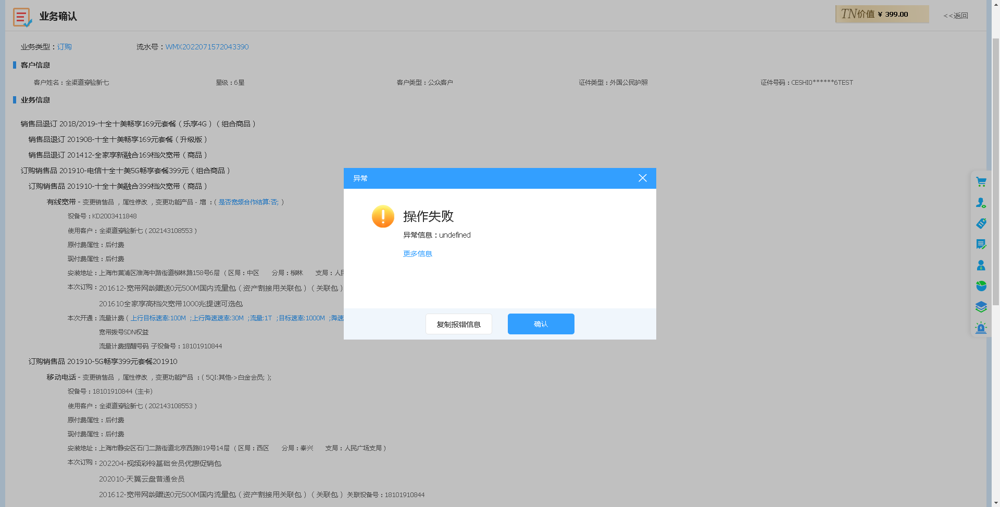 业务确认
TN价值 ¥ 399.00
<<返回
业务类型：订购 流水号：WMX2022071572043390
客户信息
客户姓名：全渠道穿验新七 星级：6星 客户类型：公众客户 证件类型：外国公民护照 证件号码：CESHI0******6TEST
业务信息
销售品退订 2018/2019-十全十美畅享169元套餐（乐享4G）（组合商品）
销售品退订 201908-十全十美畅享169元套餐（升级版）
销售品退订 201412-全家享新融合169档次宽带（商品）
订购销售品 201910-电信十全十美5G畅享套餐399元（组合商品）
订购销售品 201910-十全十美融合399档次宽带（商品）
有线宽带 - 变更销售品 ，属性修改 ，变更功能产品 - 增 ：( 是否宽频合作结算:否; )
设备号：KD2003411848
使用客户：全渠道穿验新七（202143108553）
原付费属性：后付费
现付费属性：后付费
安装地址：上海市黄浦区淮海中路街道柳林路158号6层 （区局：中区 分局：柳林 支局：人民
本次订购：201612-宽带网龄赠送0元500M国内流量包（资产割接用关联包）（关联包）
201610全家享高档次宽带1000兆提速可选包
本次开通：流量计费（ 上行目标速率:100M ;上行降速速率:30M ;流量:1T ;目标速率:1000M ;降速
宽带拨号SDN权益
流量计费提醒号码 子设备号：18101910844
订购销售品 201910-5G畅享399元套餐201910
移动电话 - 变更销售品 ，属性修改 ，变更功能产品 ：( 5QI:其他->白金会员; );
设备号：18101910844 (主卡)
使用客户：全渠道穿验新七（202143108553）
原付费属性：后付费
现付费属性：后付费
安装地址：上海市静安区石门二路街道北京西路819号14层 （区局：西区 分局：泰兴 支局：人民广场支局）
本次订购：202204-视频彩铃基础会员优惠促销包
202010-天翼云盘普通会员
201612-宽带网龄赠送0元500M国内流量包（资产割接用关联包）（关联包） 关联设备号：18101910844
异常
操作失败
异常信息：undefined
更多信息
复制报错信息 确认